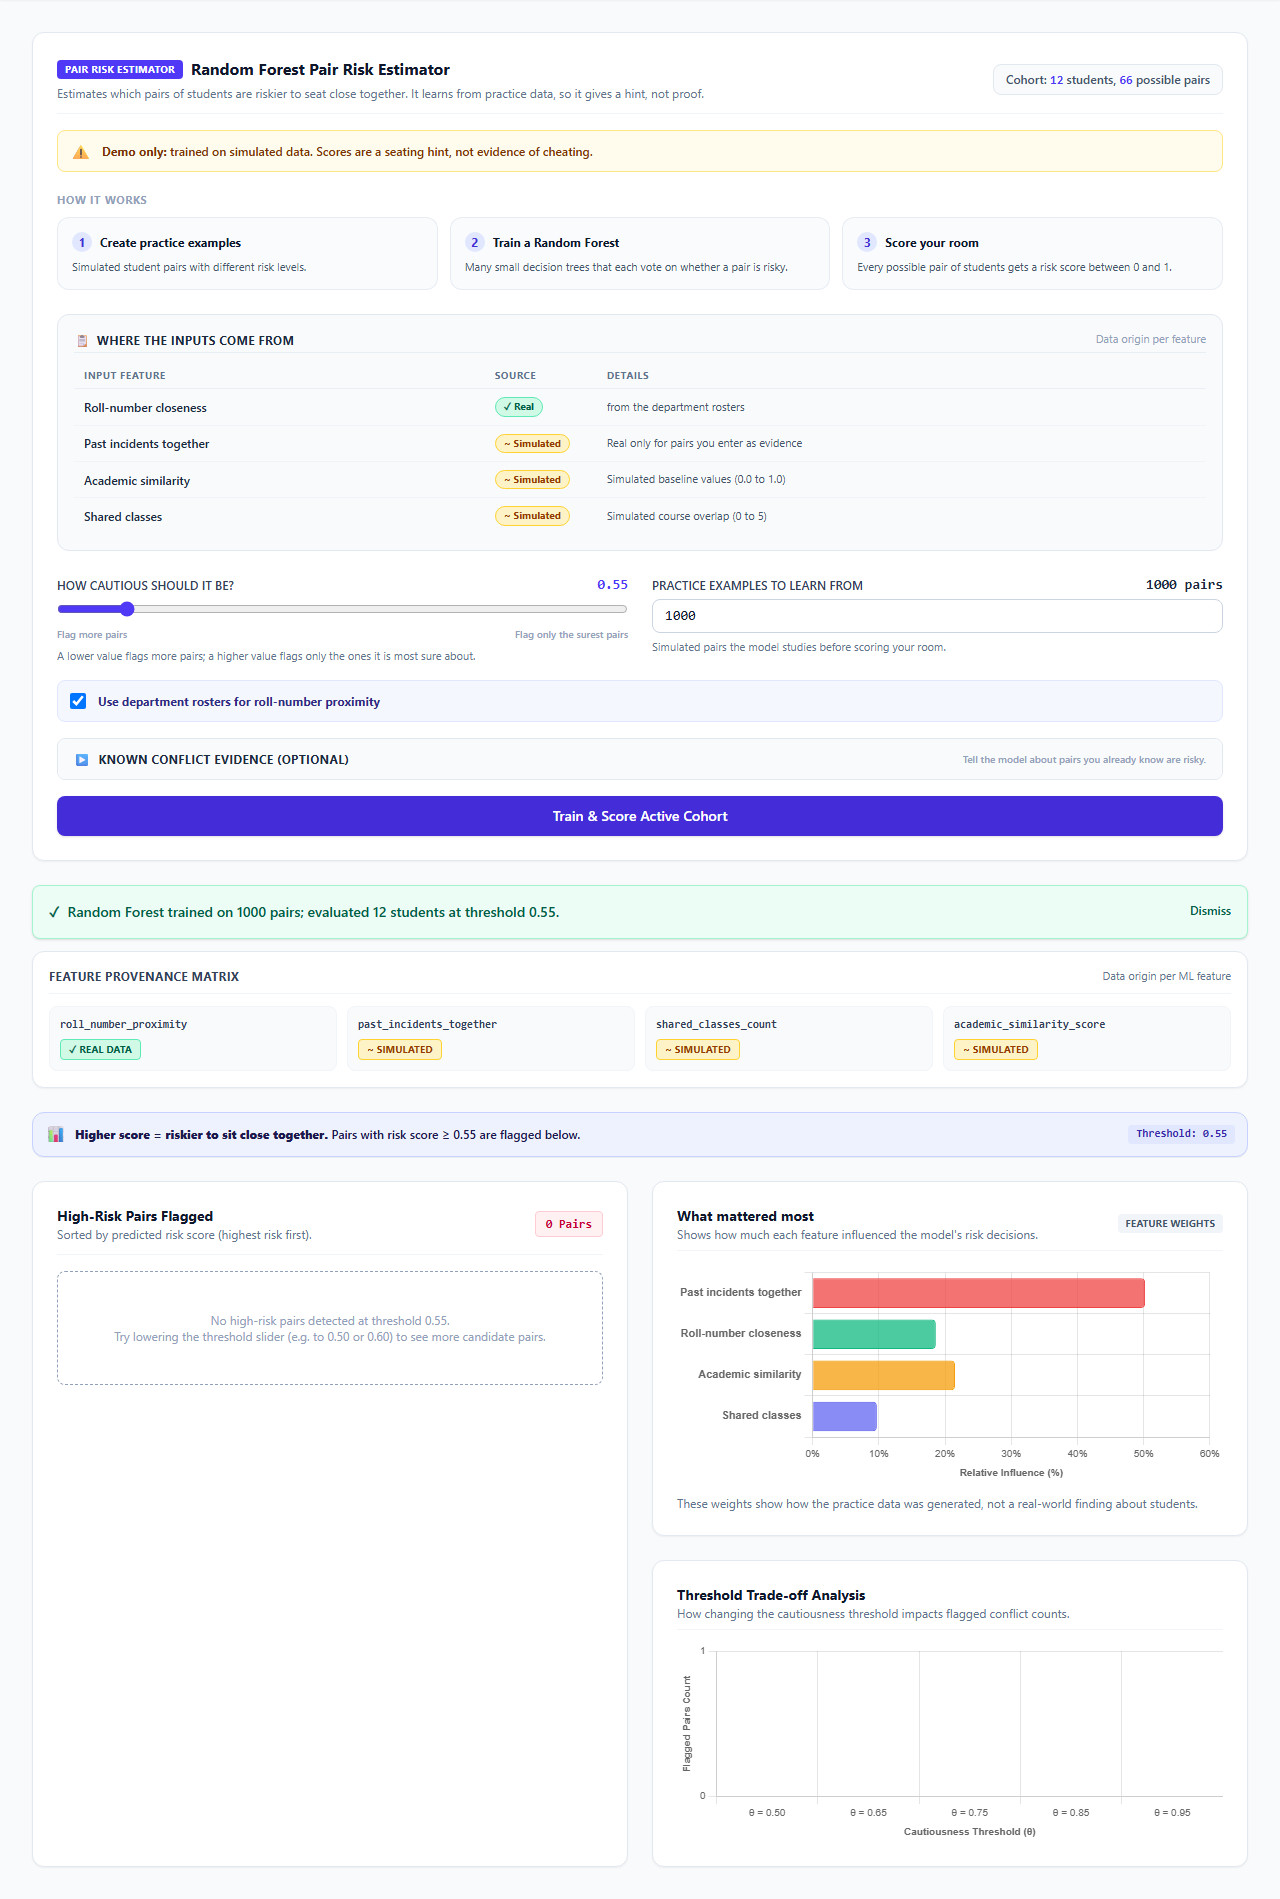 PAIR RISK ESTIMATOR Random Forest Pair Risk Estimator
Estimates which pairs of students are riskier to seat close together. It learns from practice data, so it gives a hint, not proof.
Cohort: 12 students, 66 possible pairs
Demo only: trained on simulated data. Scores are a seating hint, not evidence of cheating.
HOW IT WORKS
1 Create practice examples
Simulated student pairs with different risk levels.
2 Train a Random Forest
Many small decision trees that each vote on whether a pair is risky.
3 Score your room
Every possible pair of students gets a risk score between 0 and 1.
WHERE THE INPUTS COME FROM
Data origin per feature
INPUT FEATURE SOURCE DETAILS
Roll-number closeness ✓ Real from the department rosters
Past incidents together ~ Simulated Real only for pairs you enter as evidence
Academic similarity ~ Simulated Simulated baseline values (0.0 to 1.0)
Shared classes ~ Simulated Simulated course overlap (0 to 5)
HOW CAUTIOUS SHOULD IT BE? 0.55
Flag more pairs Flag only the surest pairs
A lower value flags more pairs; a higher value flags only the ones it is most sure about.
PRACTICE EXAMPLES TO LEARN FROM 1000 pairs
1000
Simulated pairs the model studies before scoring your room.
Use department rosters for roll-number proximity
KNOWN CONFLICT EVIDENCE (OPTIONAL)
Tell the model about pairs you already know are risky.
Train & Score Active Cohort
✓ Random Forest trained on 1000 pairs; evaluated 12 students at threshold 0.55.
Dismiss
FEATURE PROVENANCE MATRIX
Data origin per ML feature
roll_number_proximity
✓ REAL DATA
past_incidents_together
~ SIMULATED
shared_classes_count
~ SIMULATED
academic_similarity_score
~ SIMULATED
Higher score = riskier to sit close together. Pairs with risk score ≥ 0.55 are flagged below.
Threshold: 0.55
High-Risk Pairs Flagged
Sorted by predicted risk score (highest risk first).
0 Pairs
No high-risk pairs detected at threshold 0.55.
Try lowering the threshold slider (e.g. to 0.50 or 0.60) to see more candidate pairs.
What mattered most
Shows how much each feature influenced the model's risk decisions.
FEATURE WEIGHTS
Past incidents together
Roll-number closeness
Academic similarity
Shared classes
0% 10% 20% 30% 40% 50% 60%
Relative Influence (%)
These weights show how the practice data was generated, not a real-world finding about students.
Threshold Trade-off Analysis
How changing the cautiousness threshold impacts flagged conflict counts.
1
Flagged Pairs Count
0
θ = 0.50 θ = 0.65 θ = 0.75 θ = 0.85 θ = 0.95
Cautiousness Threshold (θ)